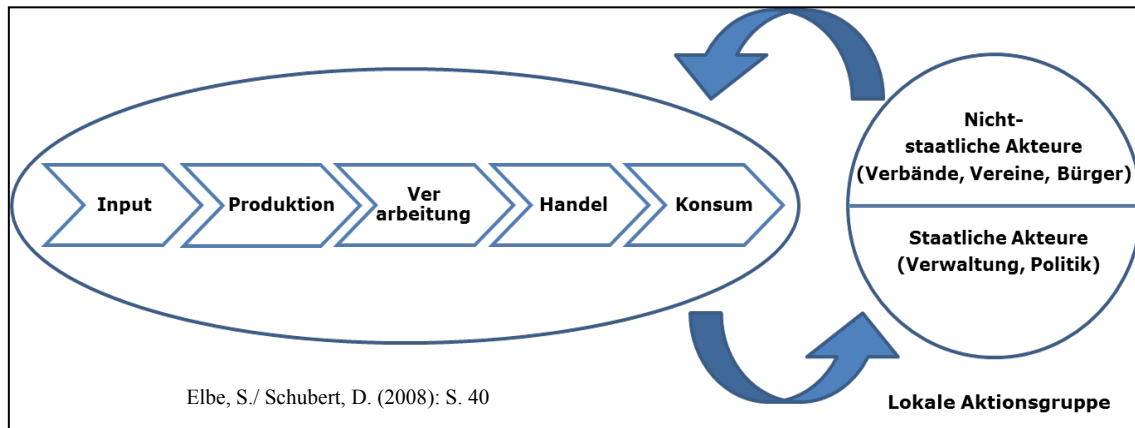 Input
Produktion
Ver
arbeitung
Handel
Konsum
Nicht-
staatliche Akteure
(Verbände, Vereine, Bürger)
Staatliche Akteure
(Verwaltung, Politik)
Elbe, S./ Schubert, D. (2008): S. 40
Lokale Aktionsgruppe